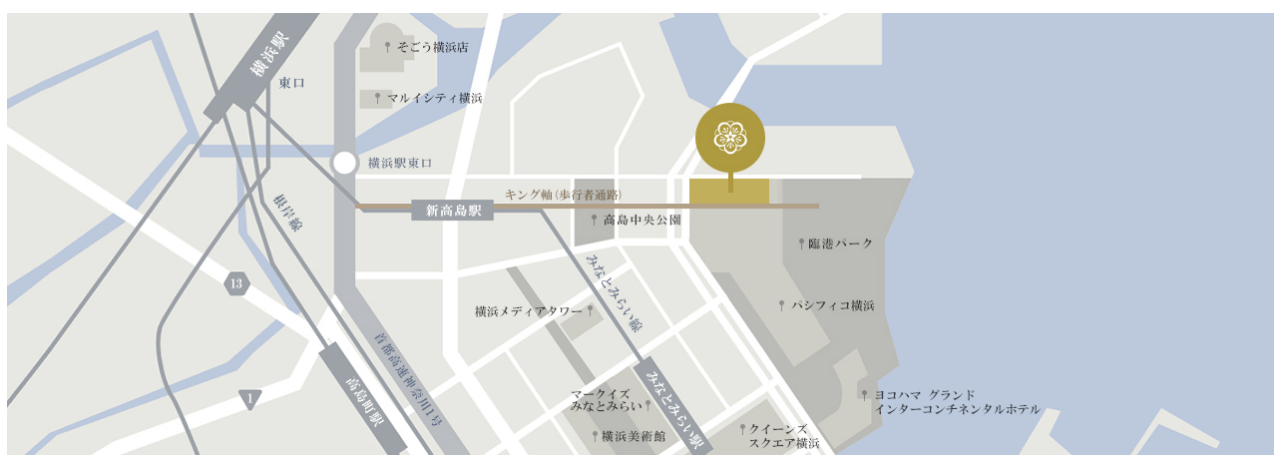 横浜駅
そごう横浜店
東口
マルイシティ横浜
横浜駅東口
キング軸(歩行者通路)
根岸線
新高島駅
高島中央公園
臨港パーク
13
みなとみらい線
横浜メディアタワー
パシフィコ横浜
首都高速神奈川1号
1
高島町駅
マークイズ
みなとみらい
みなとみらい駅
ヨコハマ グランド
インターコンチネンタルホテル
横浜美術館
クイーンズ
スクエア横浜